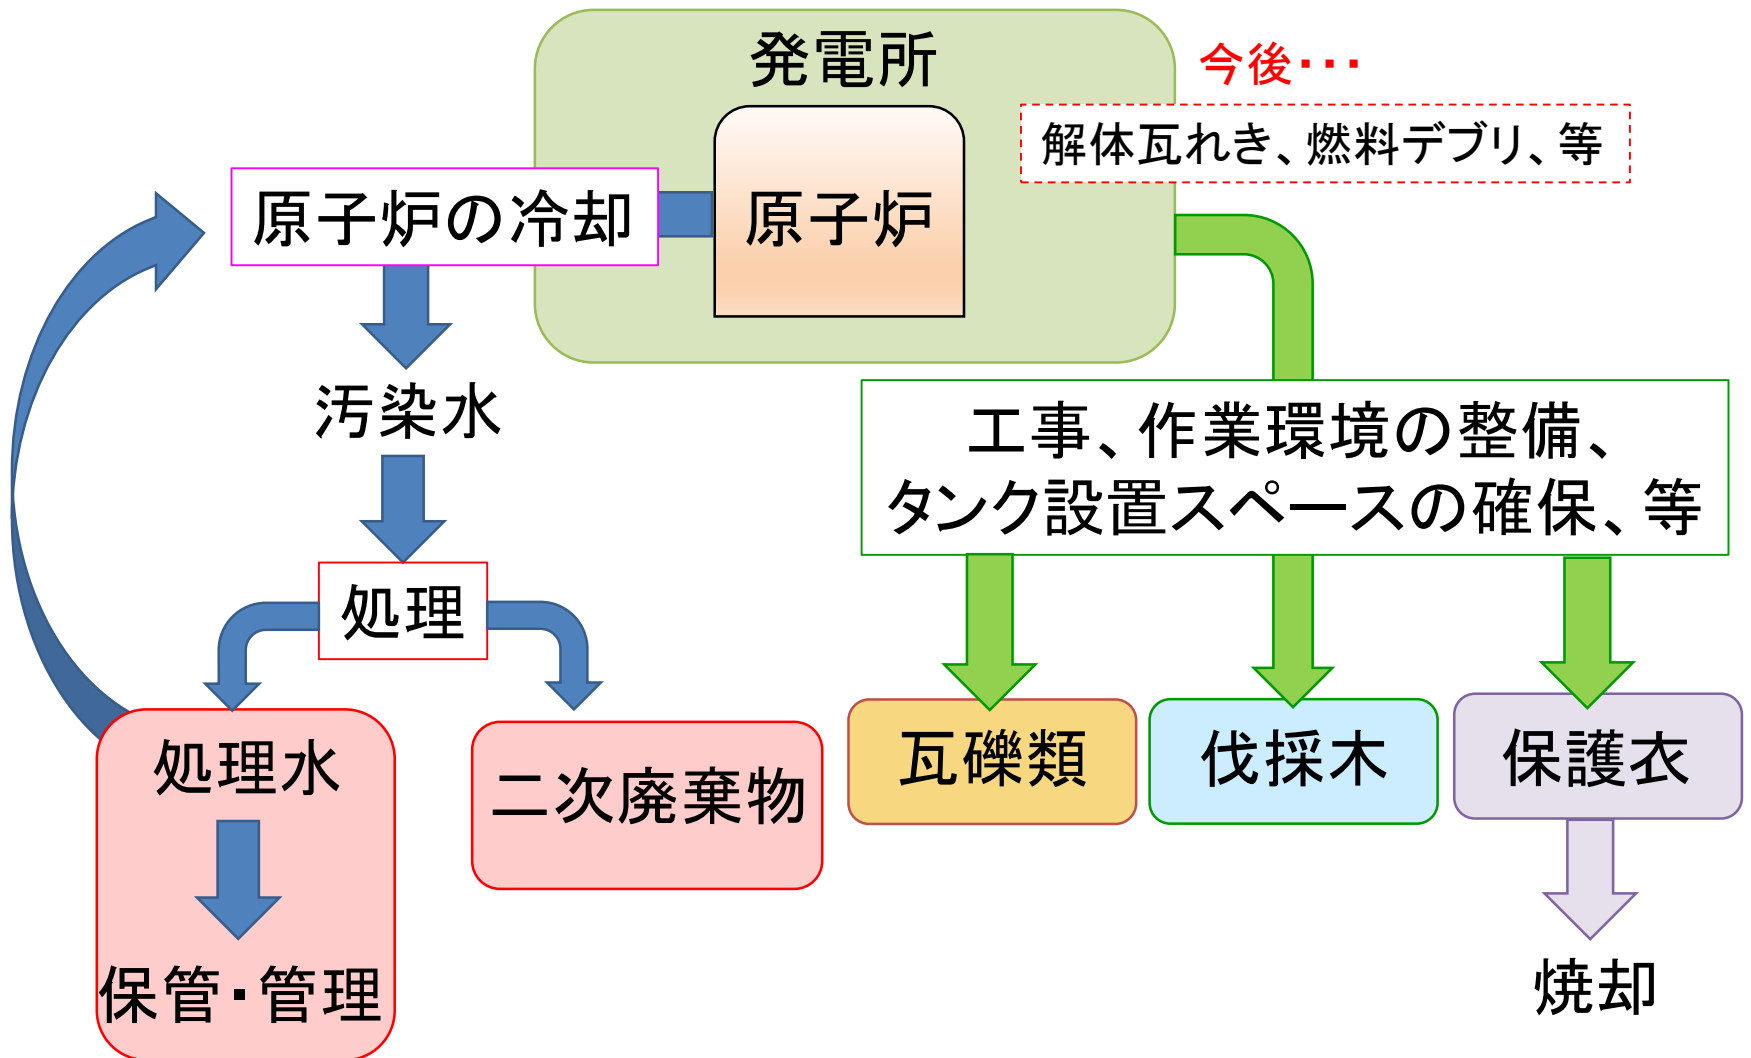 発電所
今後・・・
解体瓦れき、燃料デブリ、等
原子炉の冷却
原子炉
汚染水
工事、作業環境の整備、
タンク設置スペースの確保、等
処理
処理水
二次廃棄物
瓦礫類
伐採木
保護衣
保管・管理
焼却